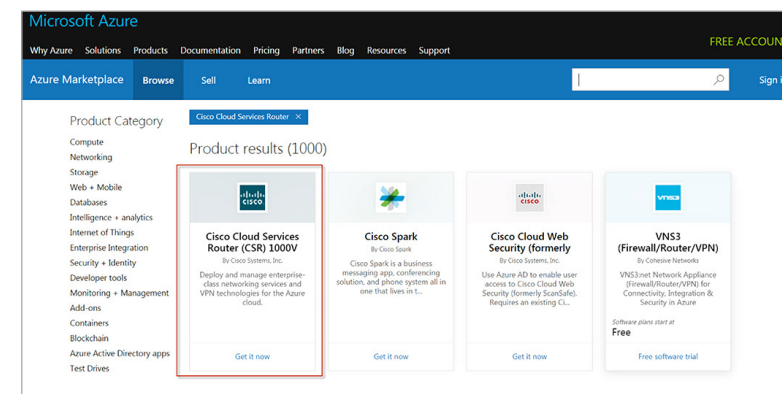 Microsoft Azure
FREE ACCOUN
Why Azure Solutions Products Documentation Pricing Partners Blog Resources Support
Azure Marketplace Browse Sell Learn
Sign i
Product Category
Cisco Cloud Services Router ×
Compute
Networking
Storage
Web + Mobile
Databases
Intelligence + analytics
Internet of Things
Enterprise Integration
Security + Identity
Developer tools
Monitoring + Management
Add-ons
Containers
Blockchain
Azure Active Directory apps
Test Drives
Product results (1000)
CISCO
Cisco Cloud Services
Router (CSR) 1000V
By Cisco Systems, Inc.
Deploy and manage enterprise-
class networking services and
VPN technologies for the Azure
cloud.
Get it now
Cisco Spark
By Cisco Spark
Cisco Spark is a business
messaging app, conferencing
solution, and phone system all in
one that lives in t...
Get it now
CISCO
Cisco Cloud Web
Security (formerly
By Cisco Systems, Inc.
Use Azure AD to enable user
access to Cisco Cloud Web
Security (formerly ScanSafe).
Requires an existing Ci...
Get it now
VNS3
VNS3
(Firewall/Router/VPN)
By Cohesive Networks
VNS3:net Network Appliance
(Firewall/Router/VPN) for
Connectivity, Integration &
Security in Azure
Software plans start at
Free
Free software trial